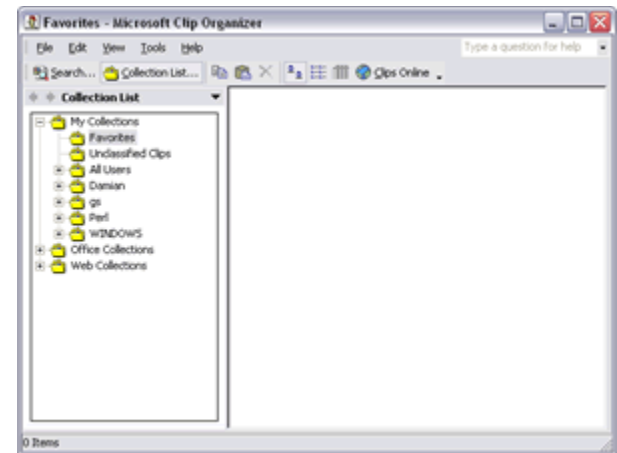 Favorites - Microsoft Clip Organizer
File Edit View Tools Help Type a question for help
Search... Collection List... Clips Online
Collection List
My Collections
Favorites
Unclassified Clips
All Users
Damian
gs
Perl
WINDOWS
Office Collections
Web Collections
0 Items